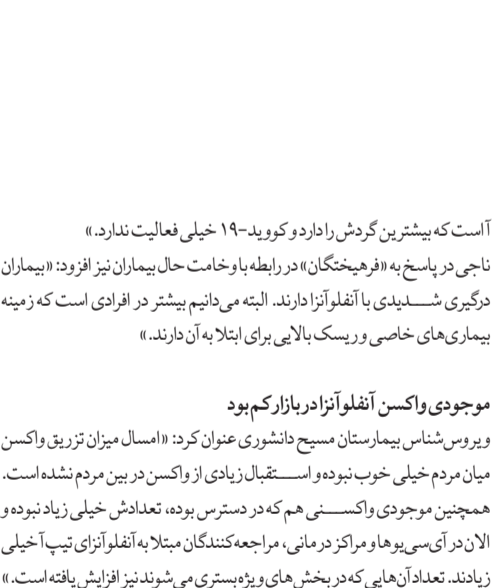 آ است که بیشترین گردش را دارد و کووید-۱۹ خیلی فعالیت ندارد.»
ناجی در پاسخ به «فرهیختگان» در رابطه با وخامت حال بیماران نیز افزود: «بیماران
درگیری شـــدیدی با آنفلوآنزا دارند. البته می‌دانیم بیشتر در افرادی است که زمینه
بیماری‌های خاصی و ریسک بالایی برای ابتلا به آن دارند.»
موجودی واکسن آنفلوآنزا در بازار کم بود
ویروس‌شناس بیمارستان مسیح دانشوری عنوان کرد: «امسال میزان تزریق واکسن
میان مردم خیلی خوب نبوده و اســـتقبال زیادی از واکسن در بین مردم نشده است.
همچنین موجودی واکســـنی هم که در دسترس بوده، تعدادش خیلی زیاد نبوده و
الان در آی‌سی‌یوها و مراکز درمانی، مراجعه‌کنندگان مبتلا به آنفلوآنزای تیپ آ خیلی
زیادند. تعداد آن‌هایی که در بخش‌های ویژه بستری می‌شوند نیز افزایش یافته است.»